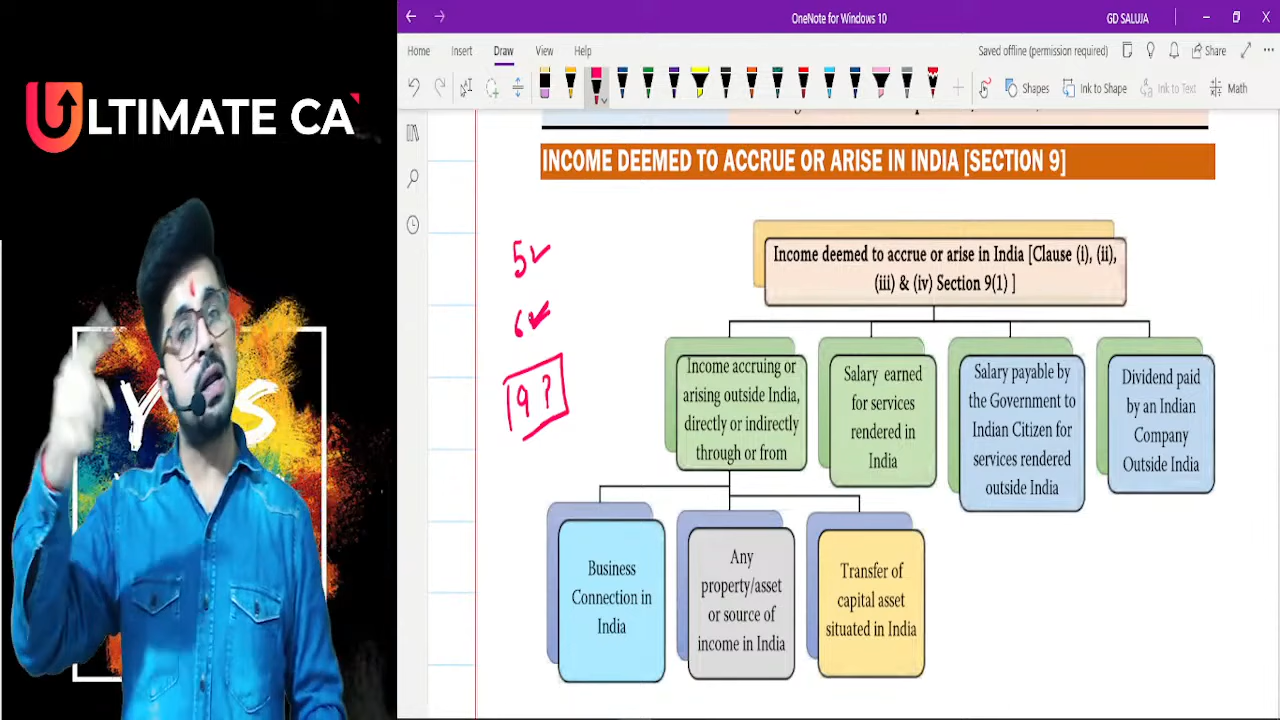 OneNote for Windows 10
GD SALUJA
Home
Insert
Draw
View
Help
Saved offline (permission required)
Share
Shapes
Ink to Shape
Ink to Text
Math
ULTIMATE CA
INCOME DEEMED TO ACCRUE OR ARISE IN INDIA [SECTION 9]
5
6
9 ?
Income deemed to accrue or arise in India [Clause (i), (ii),
(iii) & (iv) Section 9(1) ]
Income accruing or
arising outside India,
directly or indirectly
through or from
Salary earned
for services
rendered in
India
Salary payable by
the Government to
Indian Citizen for
services rendered
outside India
Dividend paid
by an Indian
Company
Outside India
Business
Connection in
India
Any
property/asset
or source of
income in India
Transfer of
capital asset
situated in India